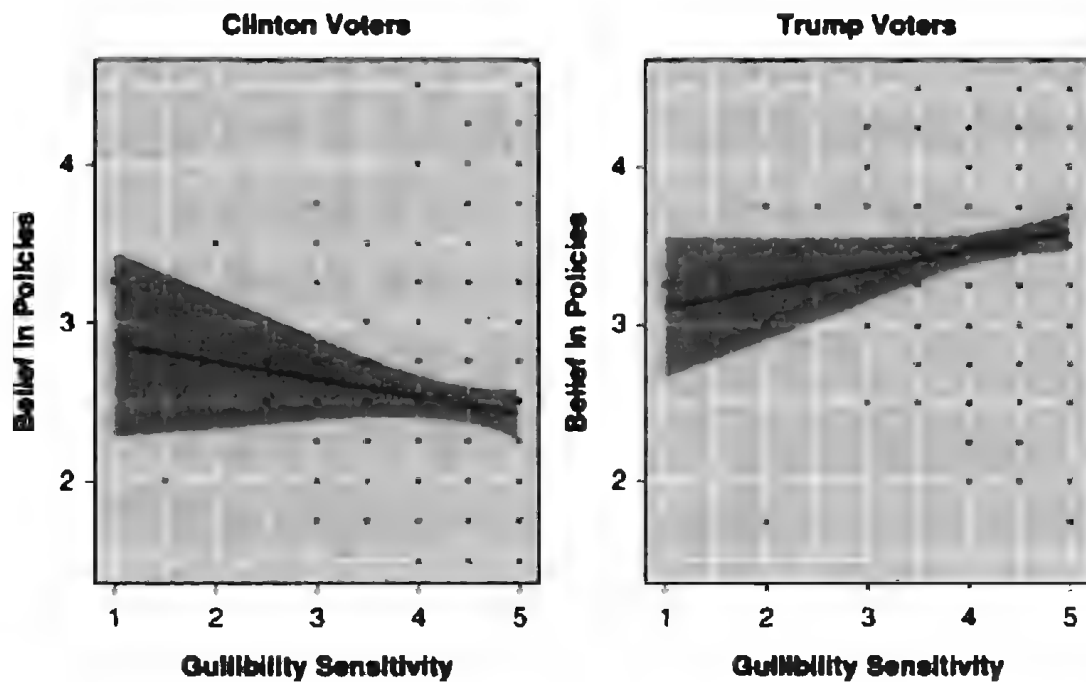 Clinton Voters
Belief in Policies
4
3
2
1 2 3 4 5
Gullibility Sensitivity
Trump Voters
Belief in Policies
4
3
2
1 2 3 4 5
Gullibility Sensitivity